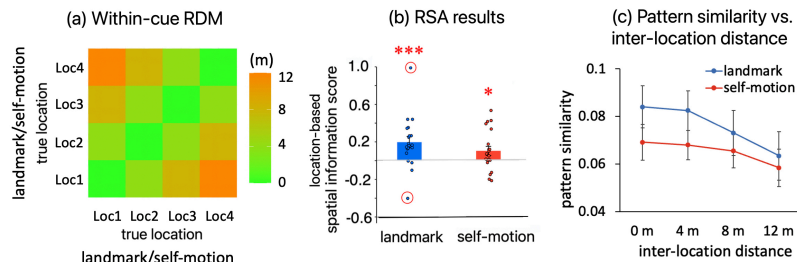 (a) Within-cue RDM
landmark/self-motion
true location
Loc4
Loc3
Loc2
Loc1
Loc1 Loc2 Loc3 Loc4
true location
landmark/self-motion
(m)
12
8
4
0
(b) RSA results
location-based
spatial information score
1.0
0.6
0.2
-0.2
-0.6
***
*
landmark self-motion
(c) Pattern similarity vs.
inter-location distance
pattern similarity
0.1
0.08
0.06
0.04
landmark
self-motion
0 m 4 m 8 m 12 m
inter-location distance